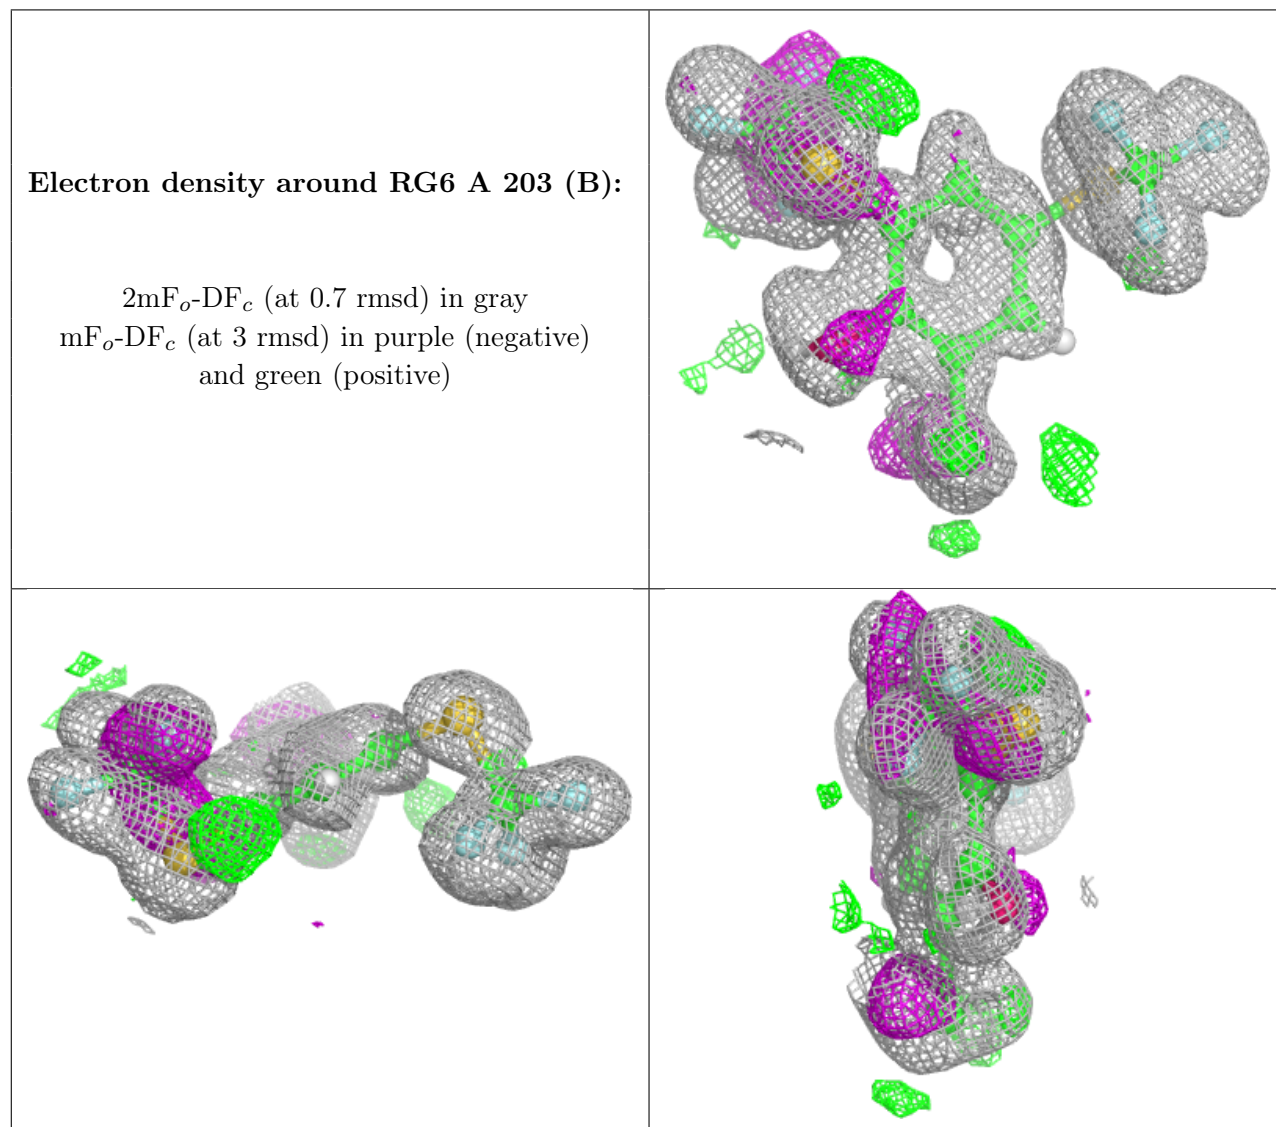 Electron density around RG6 A 203 (B):
2mFo-DFc (at 0.7 rmsd) in gray
mFo-DFc (at 3 rmsd) in purple (negative)
and green (positive)